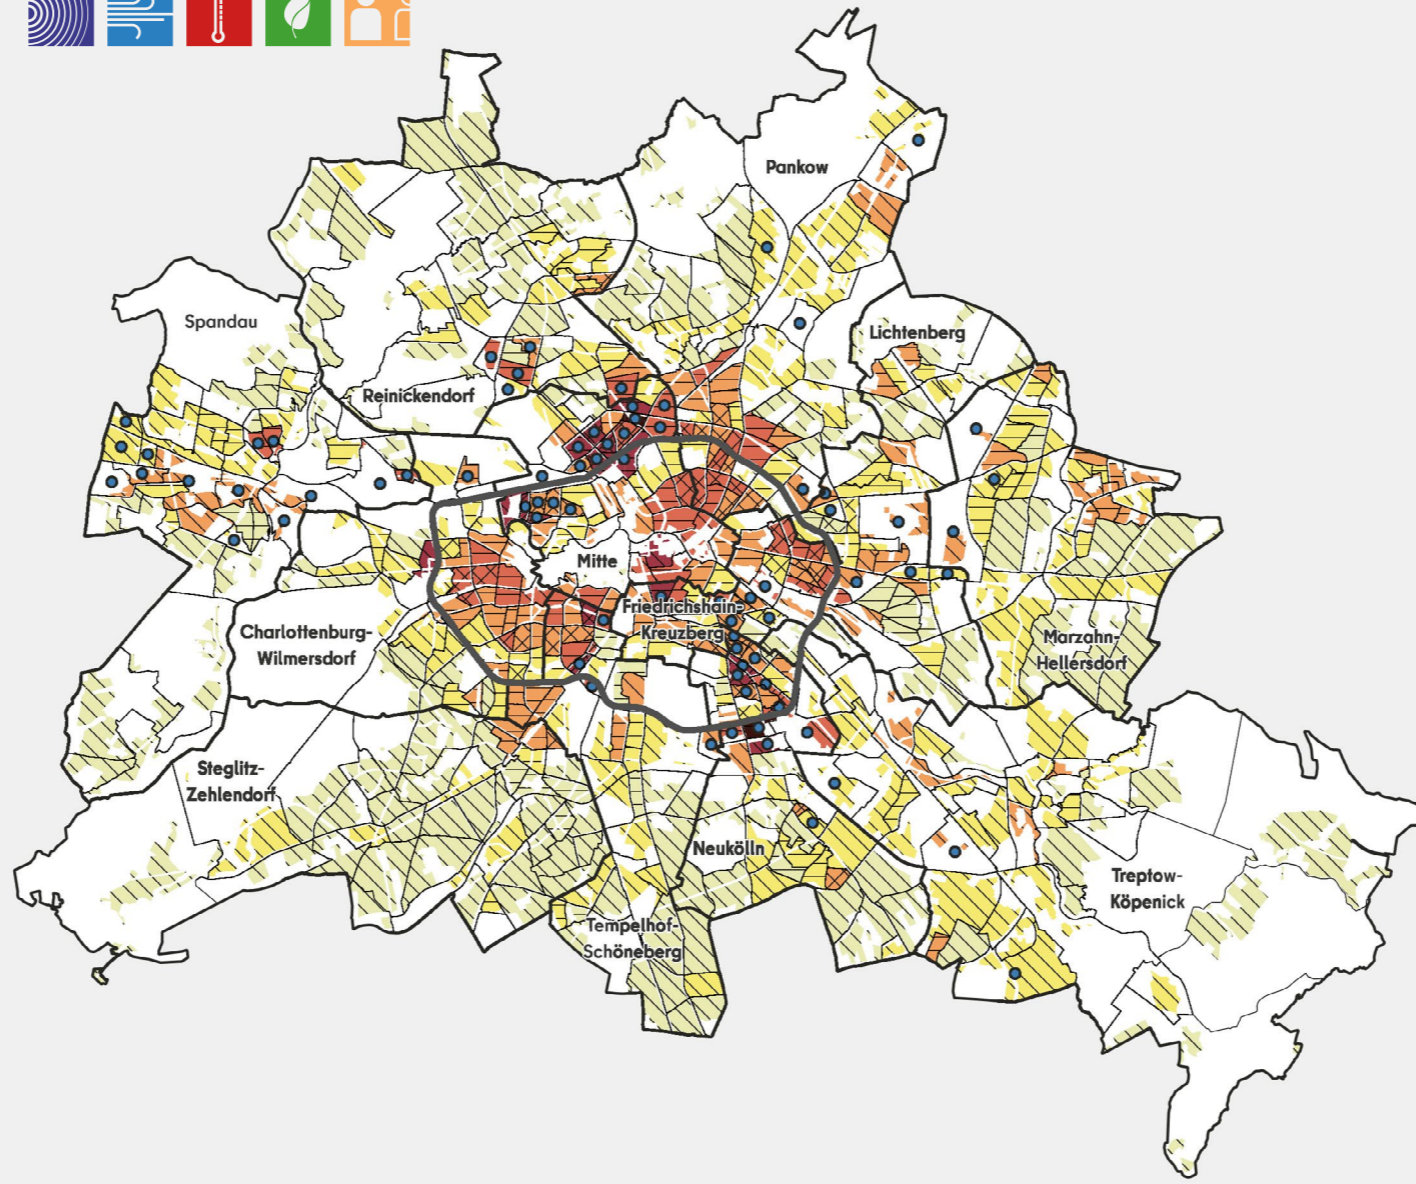 Pankow
Spandau
Lichtenberg
Reinickendorf
Mitte
Friedrichshain-
Kreuzberg
Charlottenburg-
Wilmersdorf
Marzahn-
Hellersdorf
Steglitz-
Zehlendorf
Neukölln
Treptow-
Köpenick
Tempelhof-
Schöneberg